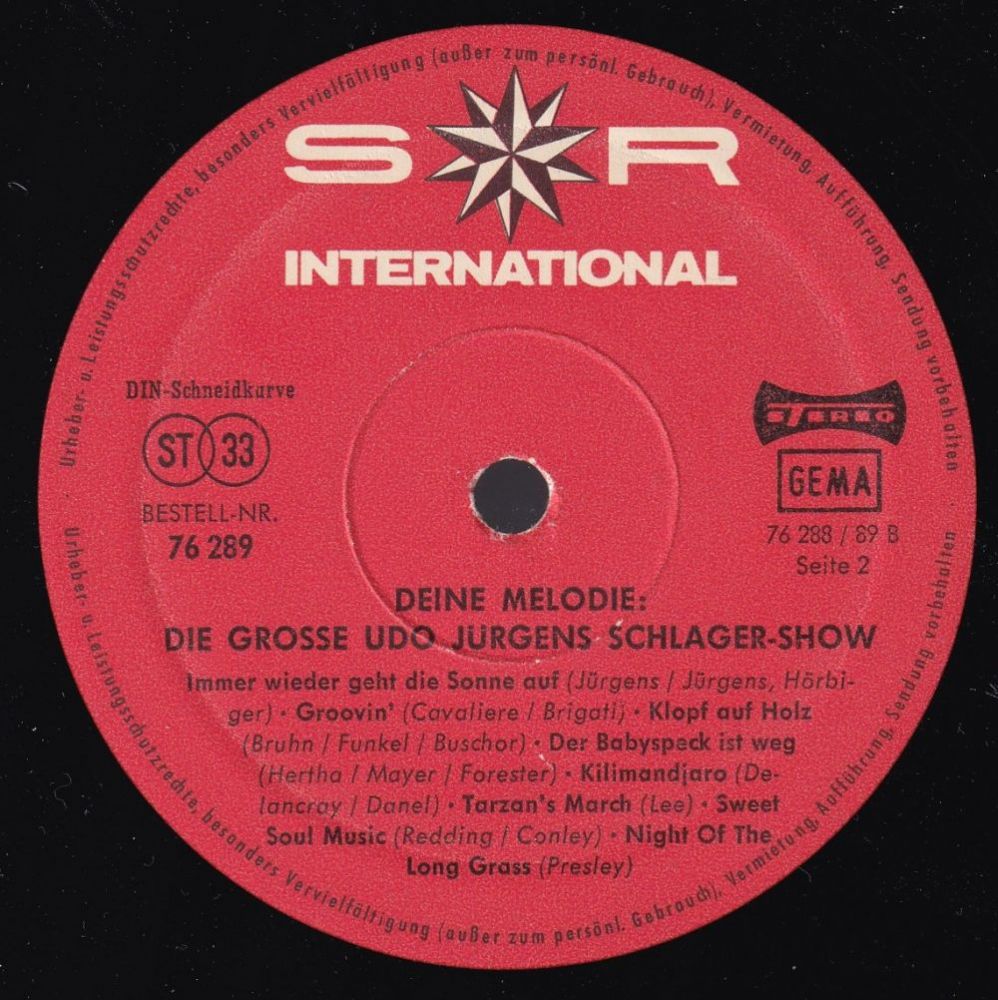 Urheber- u. Leistungsschutzrechte, besonders Vervielfältigung (außer zum persönl. Gebrauch), Vermietung, Aufführung, Sendung vorbehalten
S R
INTERNATIONAL
DIN-Schneidkurve
ST 33
BESTELL-NR.
76 289
STEREO
GEMA
76 288 / 89 B
Seite 2
DEINE MELODIE:
DIE GROSSE UDO JÜRGENS SCHLAGER-SHOW
Immer wieder geht die Sonne auf (Jürgens / Jürgens, Hörbi-
ger) • Groovin' (Cavaliere / Brigati) • Klopf auf Holz
(Bruhn / Funkel / Buschor) • Der Babyspeck ist weg
(Hertha / Mayer / Forester) • Kilimandjaro (De-
lancray / Danel) • Tarzan's March (Lee) • Sweet
Soul Music (Redding / Conley) • Night Of The
Long Grass (Presley)
Urheber- u. Leistungsschutzrechte, besonders Vervielfältigung (außer zum persönl. Gebrauch), Vermietung, Aufführung, Sendung vorbehalten